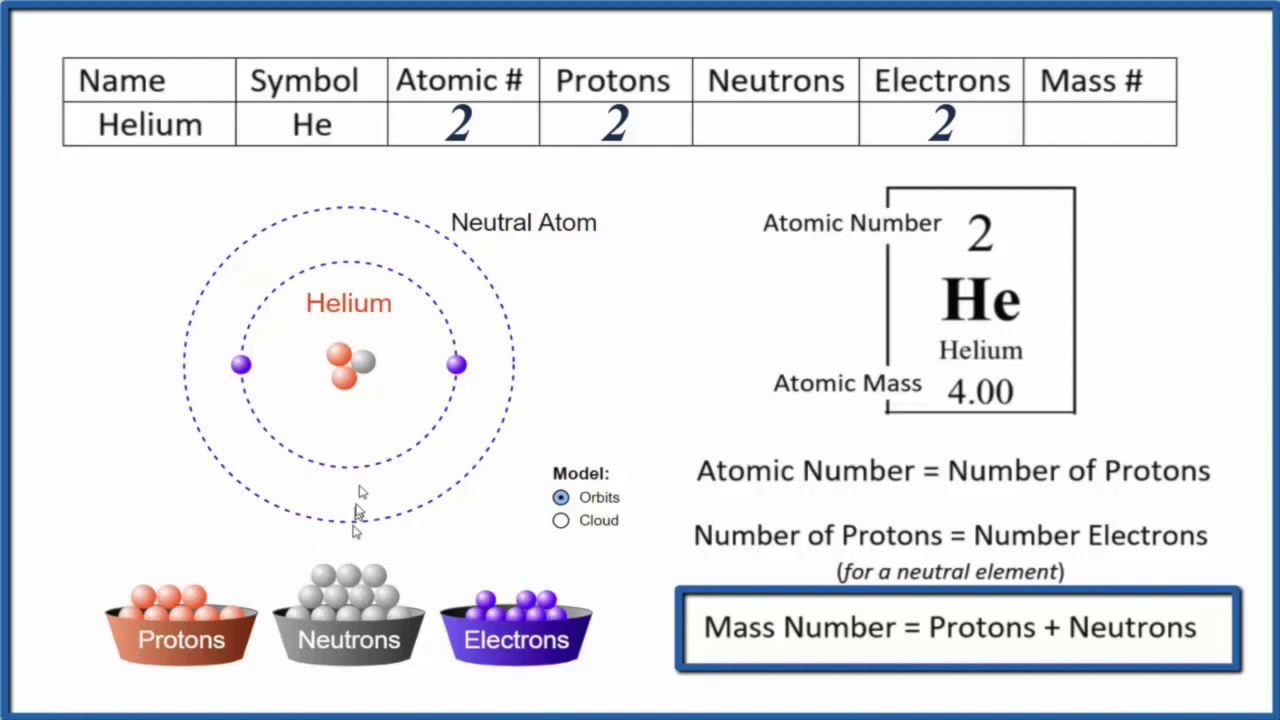 Name Symbol Atomic # Protons Neutrons Electrons Mass #
Helium He 2 2 2
Neutral Atom
Helium
Atomic Number 2
He
Helium
Atomic Mass 4.00
Model:
Orbits
Cloud
Atomic Number = Number of Protons
Number of Protons = Number Electrons
(for a neutral element)
Mass Number = Protons + Neutrons
Protons Neutrons Electrons